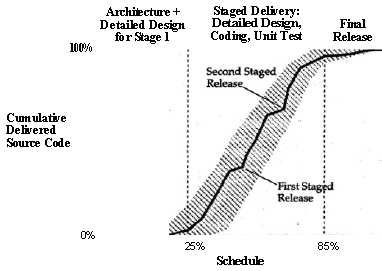 Architecture +
Detailed Design
for Stage 1
Staged Delivery:
Detailed Design,
Coding, Unit Test
Final
Release
100%
Second Staged
Release
Cumulative
Delivered
Source Code
First Staged
Release
0%
25%
85%
Schedule